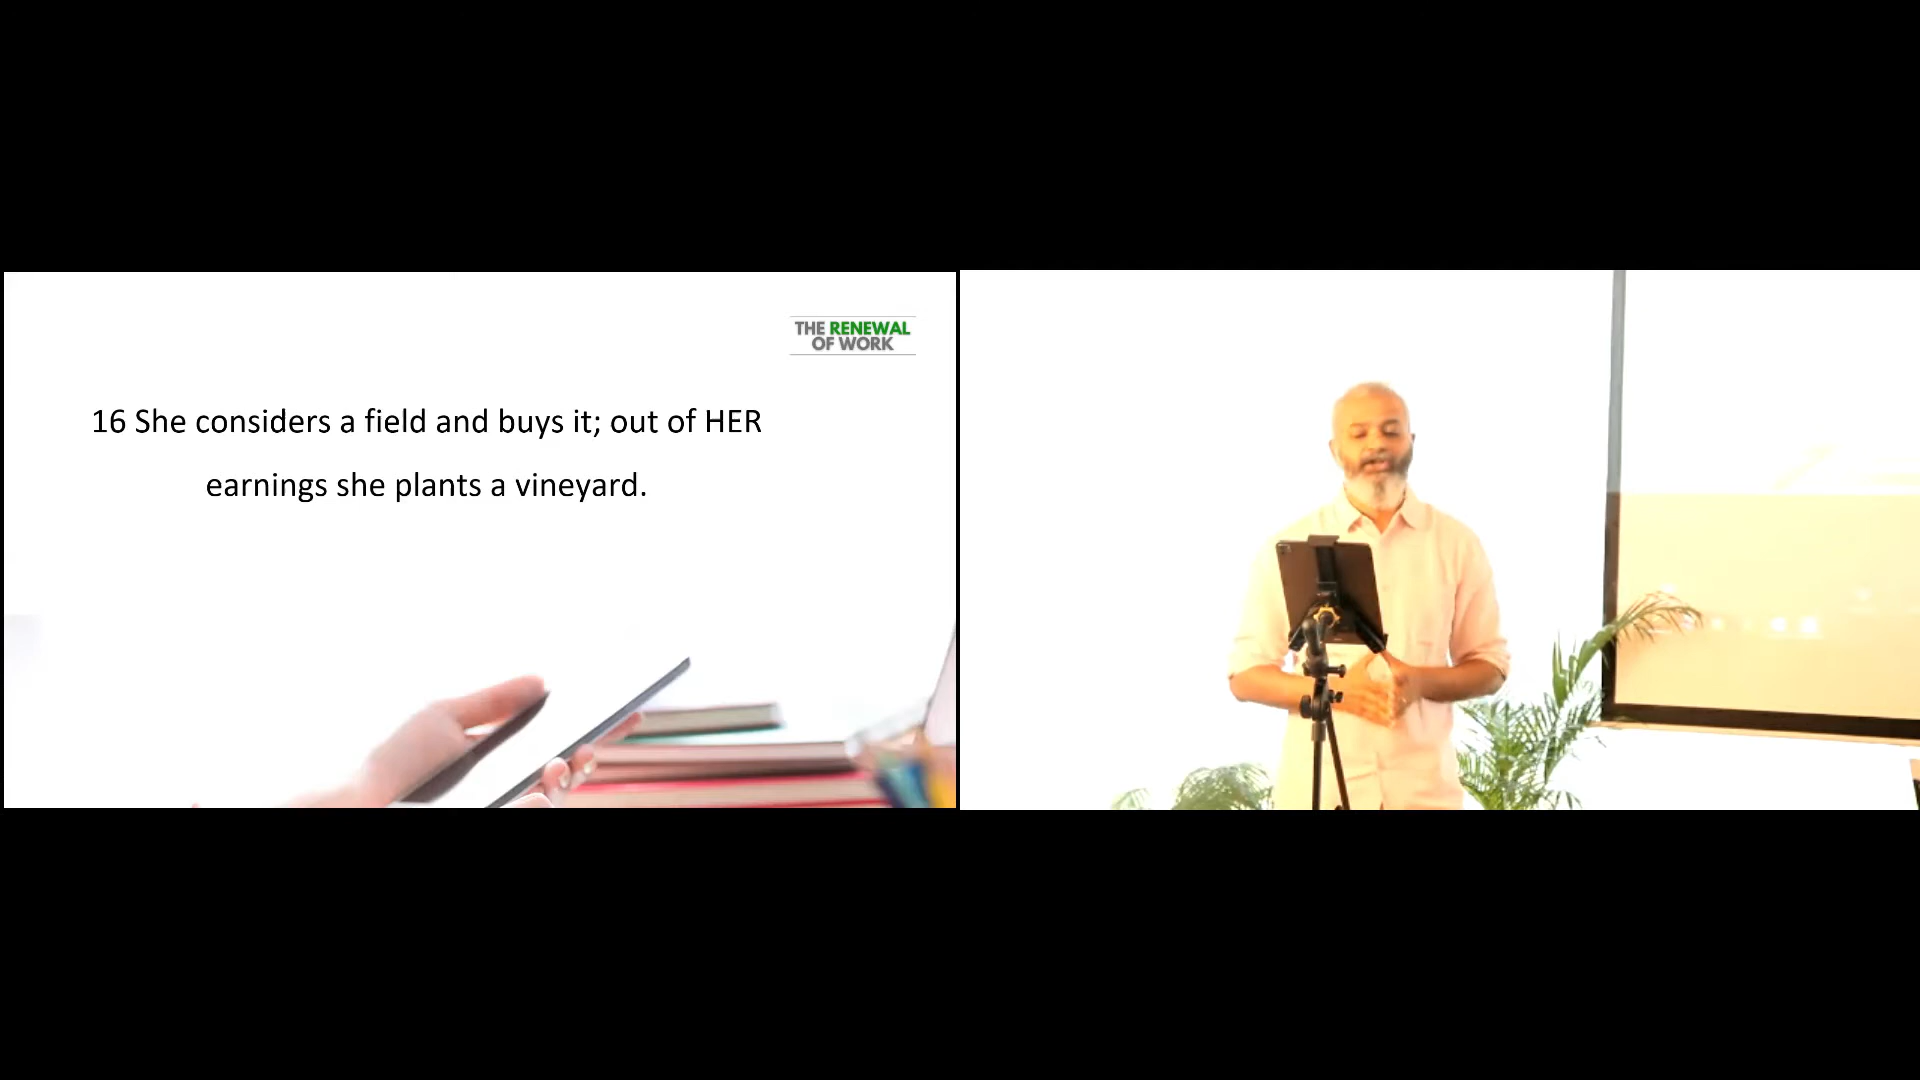 THE RENEWAL
OF WORK
16 She considers a field and buys it; out of HER
earnings she plants a vineyard.